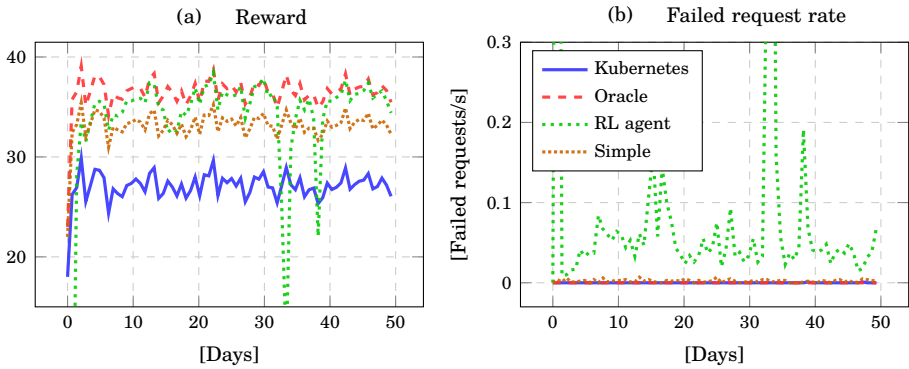 (a) Reward
40
30
20
0 10 20 30 40 50
[Days]
(b) Failed request rate
[Failed requests/s]
0.3
0.2
0.1
0
Kubernetes
Oracle
RL agent
Simple
0 10 20 30 40 50
[Days]